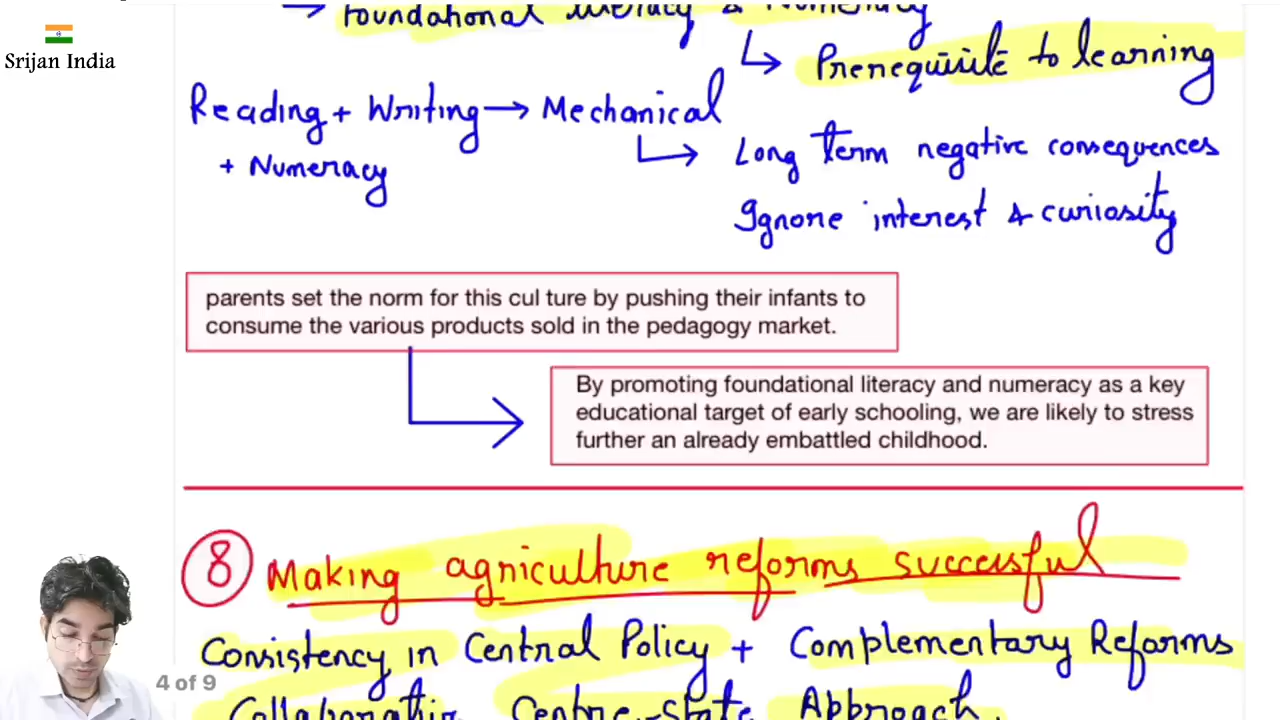 Srijan India
→ Foundational literacy & Numeracy
↳ Prerequisite to learning
Reading + Writing → Mechanical
+ Numeracy
↳ Long term negative consequences
Ignore interest & curiosity
parents set the norm for this cul ture by pushing their infants to
consume the various products sold in the pedagogy market.
By promoting foundational literacy and numeracy as a key
educational target of early schooling, we are likely to stress
further an already embattled childhood.
8 Making agriculture reforms successful
Consistency in Central Policy + Complementary Reforms
Collaborative Centre-state Approach.
4 of 9